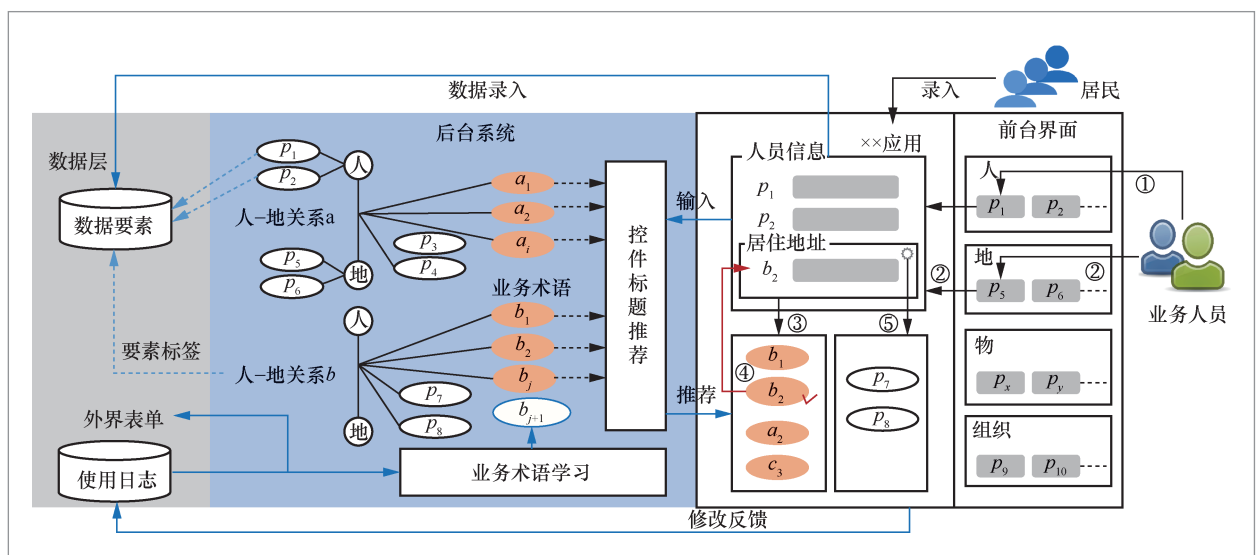 数据录入
录入
居民
数据层
数据要素
要素标签
外界表单
使用日志
后台系统
p1
p2
人
人–地关系a
p5
p6
地
p3
p4
a1
a2
ai
业务术语
人
人–地关系b
地
p7
p8
b1
b2
bj
bj+1
业务术语学习
控件标题推荐
输入
推荐
××应用
人员信息
p1
p2
居住地址
b2
③
⑤
④
b1
b2
a2
c3
p7
p8
修改反馈
前台界面
人
p1
p2
①
地
p5
p6
②
②
物
px
py
组织
p9
p10
业务人员